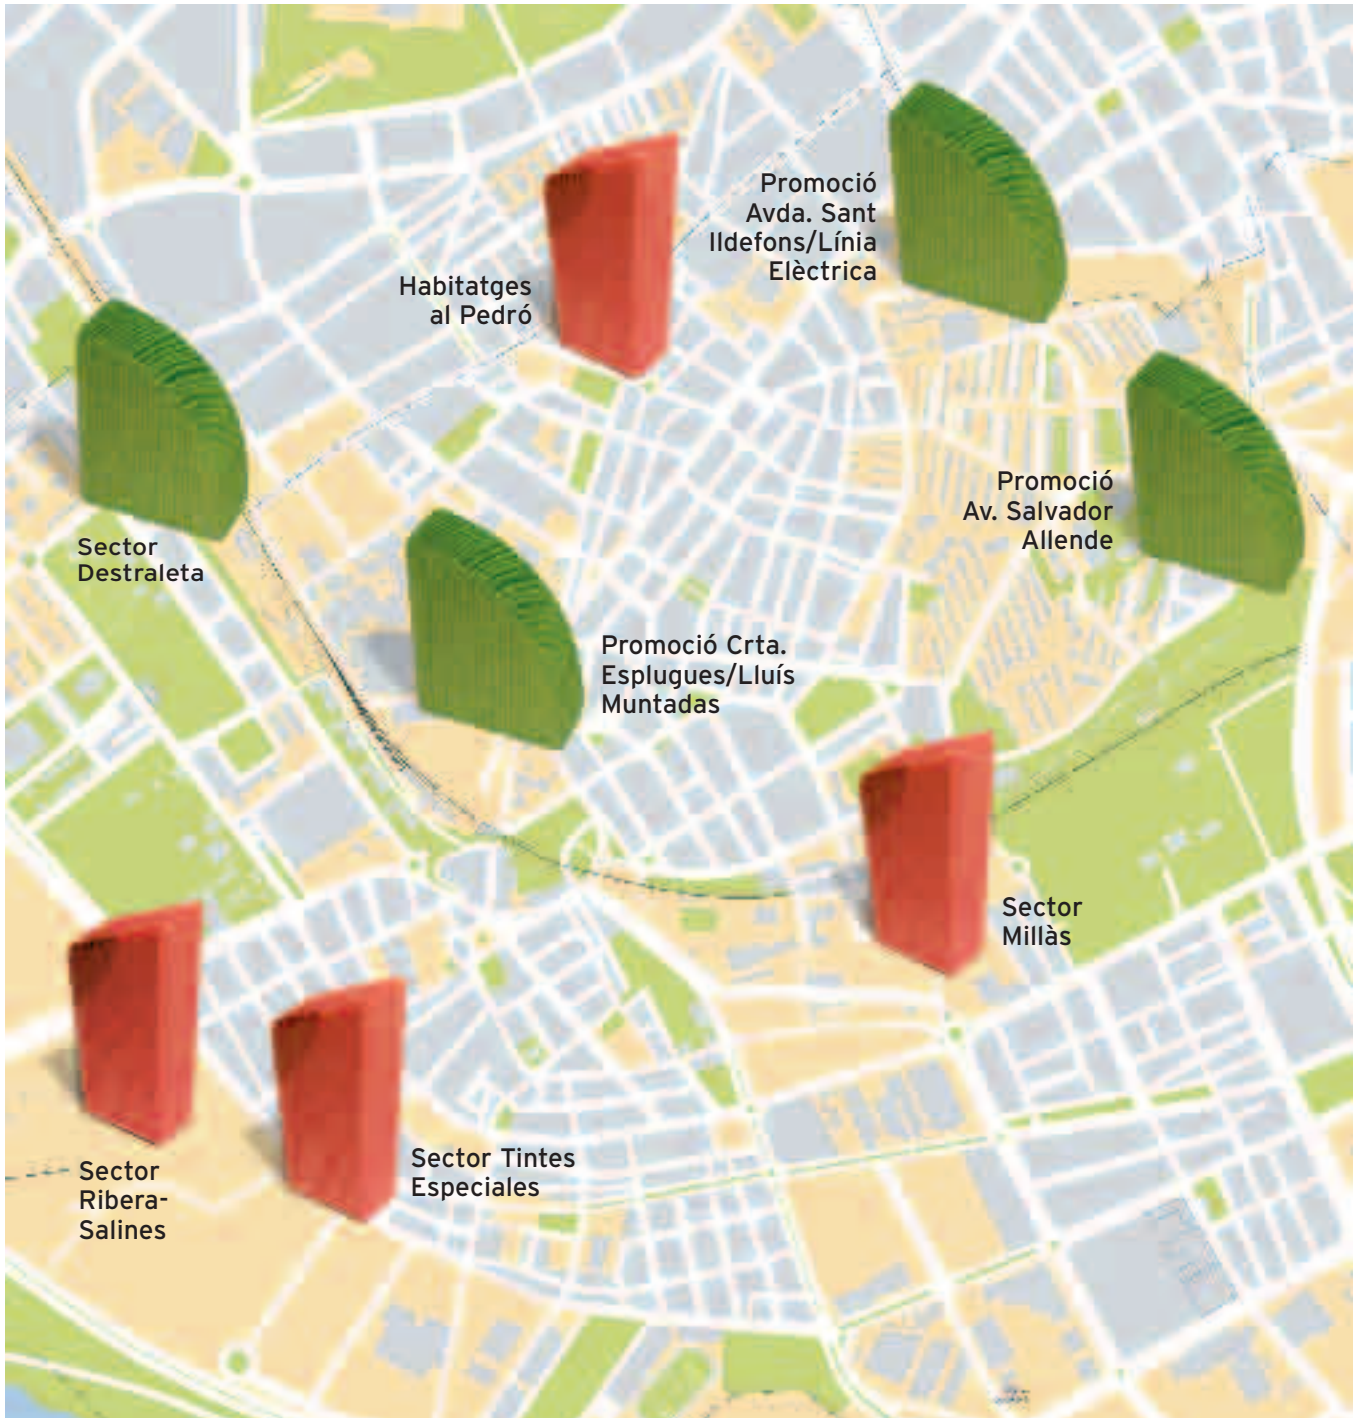 Promoció
Avda. Sant
Ildefons/Línia
Elèctrica
Habitatges
al Pedró
Promoció
Av. Salvador
Allende
Sector
Destraleta
Promoció Crta.
Esplugues/Lluís
Muntadas
Sector
Millàs
Sector Tintes
Especiales
Sector
Ribera-
Salines